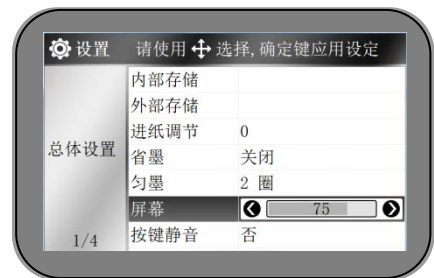 设置 请使用 选择,确定键应用设定
内部存储
外部存储
进纸调节 0
总体设置
省墨 关闭
匀墨 2 圈
屏幕 75
1/4
按键静音 否